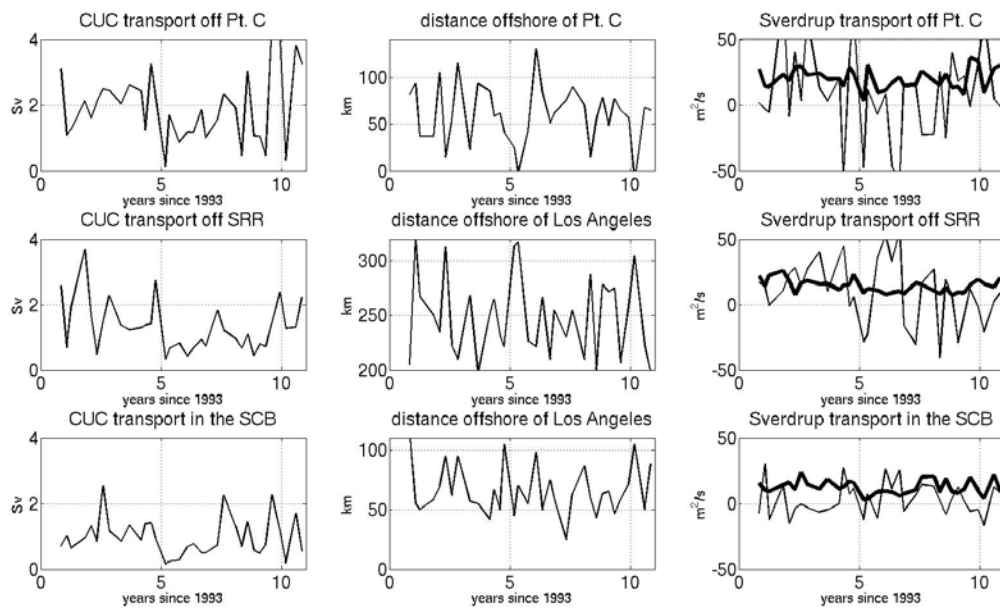 CUC transport off Pt. C
4
2
0
Sv
0
5
10
years since 1993
distance offshore of Pt. C
100
50
0
km
0
5
10
years since 1993
Sverdrup transport off Pt. C
50
0
-50
m²/s
0
5
10
years since 1993
CUC transport off SRR
4
2
0
Sv
0
5
10
years since 1993
distance offshore of Los Angeles
300
250
200
km
0
5
10
years since 1993
Sverdrup transport off SRR
50
0
-50
m²/s
0
5
10
years since 1993
CUC transport in the SCB
4
2
0
Sv
0
5
10
years since 1993
distance offshore of Los Angeles
100
50
0
km
0
5
10
years since 1993
Sverdrup transport in the SCB
50
0
-50
m²/s
0
5
10
years since 1993